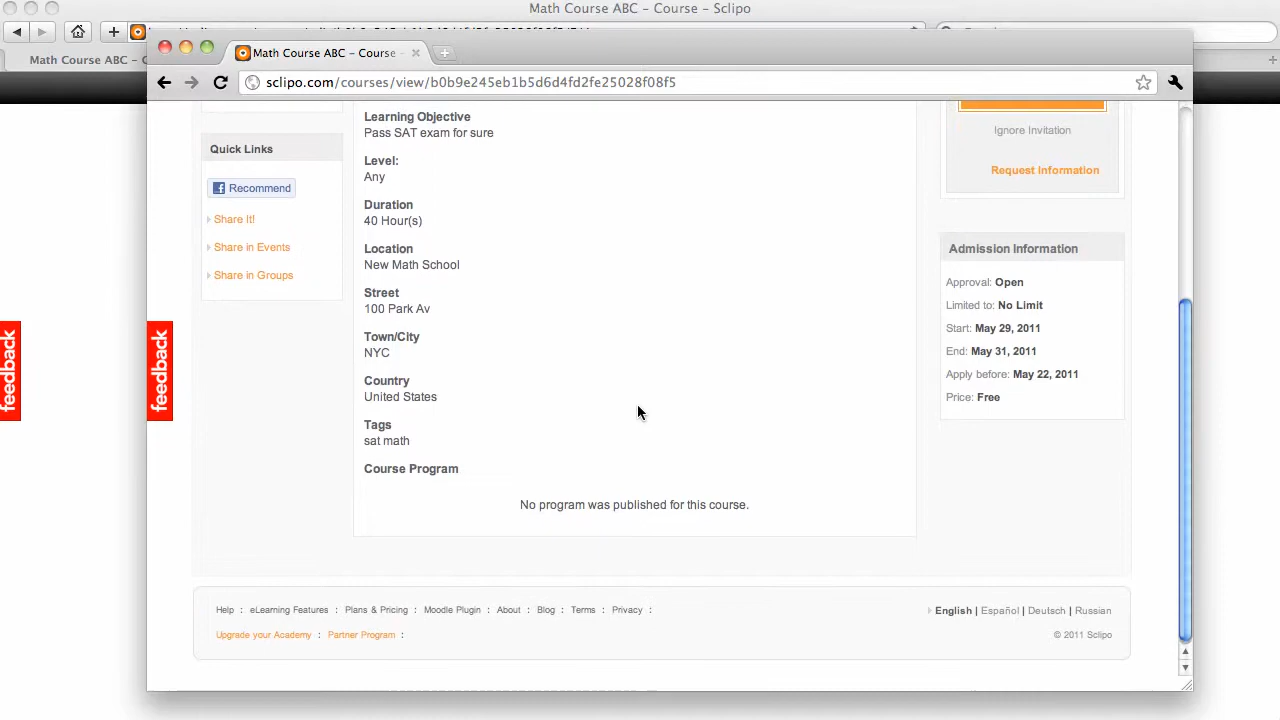 Math Course ABC – Course – Sclipo
Math Course ABC – C
Math Course ABC – Course
sclipo.com/courses/view/b0b9e245eb1b5d6d4fd2fe25028f08f5
Quick Links
Recommend
Share It!
Share in Events
Share in Groups
feedback
feedback
Learning Objective
Pass SAT exam for sure
Level:
Any
Duration
40 Hour(s)
Location
New Math School
Street
100 Park Av
Town/City
NYC
Country
United States
Tags
sat math
Course Program
No program was published for this course.
Ignore Invitation
Request Information
Admission Information
Approval: Open
Limited to: No Limit
Start: May 29, 2011
End: May 31, 2011
Apply before: May 22, 2011
Price: Free
Help : eLearning Features : Plans & Pricing : Moodle Plugin : About : Blog : Terms : Privacy :
English | Español | Deutsch | Russian
Upgrade your Academy : Partner Program :
© 2011 Sclipo